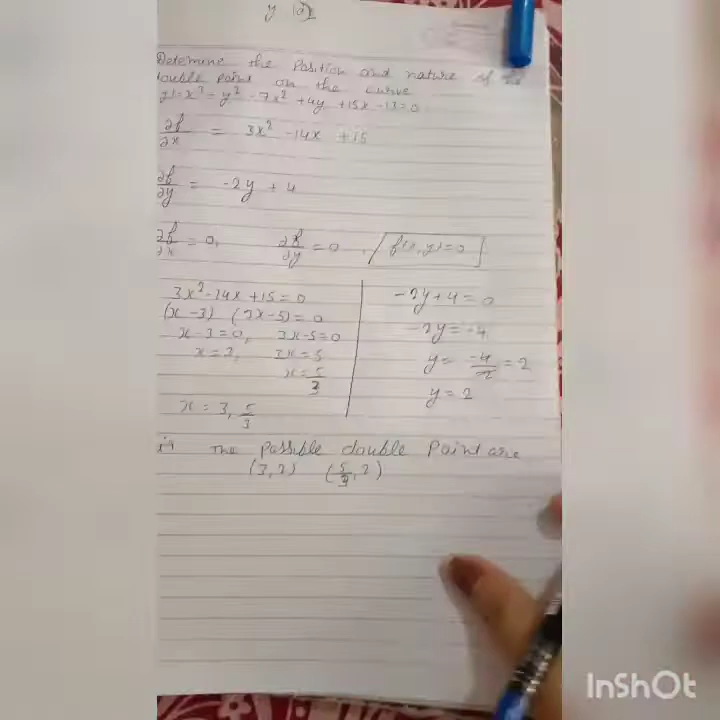 Determine the Position and nature of the
double point on the curve
x³ - y² - 7x² + 4y + 15x - 13 = 0
∂f/∂x = 3x² - 14x + 15
∂f/∂y = -2y + 4
∂f/∂x = 0, ∂f/∂y = 0, f(x,y) = 0
3x² - 14x + 15 = 0
(x - 3) (3x - 5) = 0
x - 3 = 0, 3x - 5 = 0
x = 3, 3x = 5
x = 5/3
x = 3, 5/3
-2y + 4 = 0
-2y = -4
y = -4/-2 = 2
y = 2
The possible double Point are
(3, 2) (5/3, 2)
InShOt